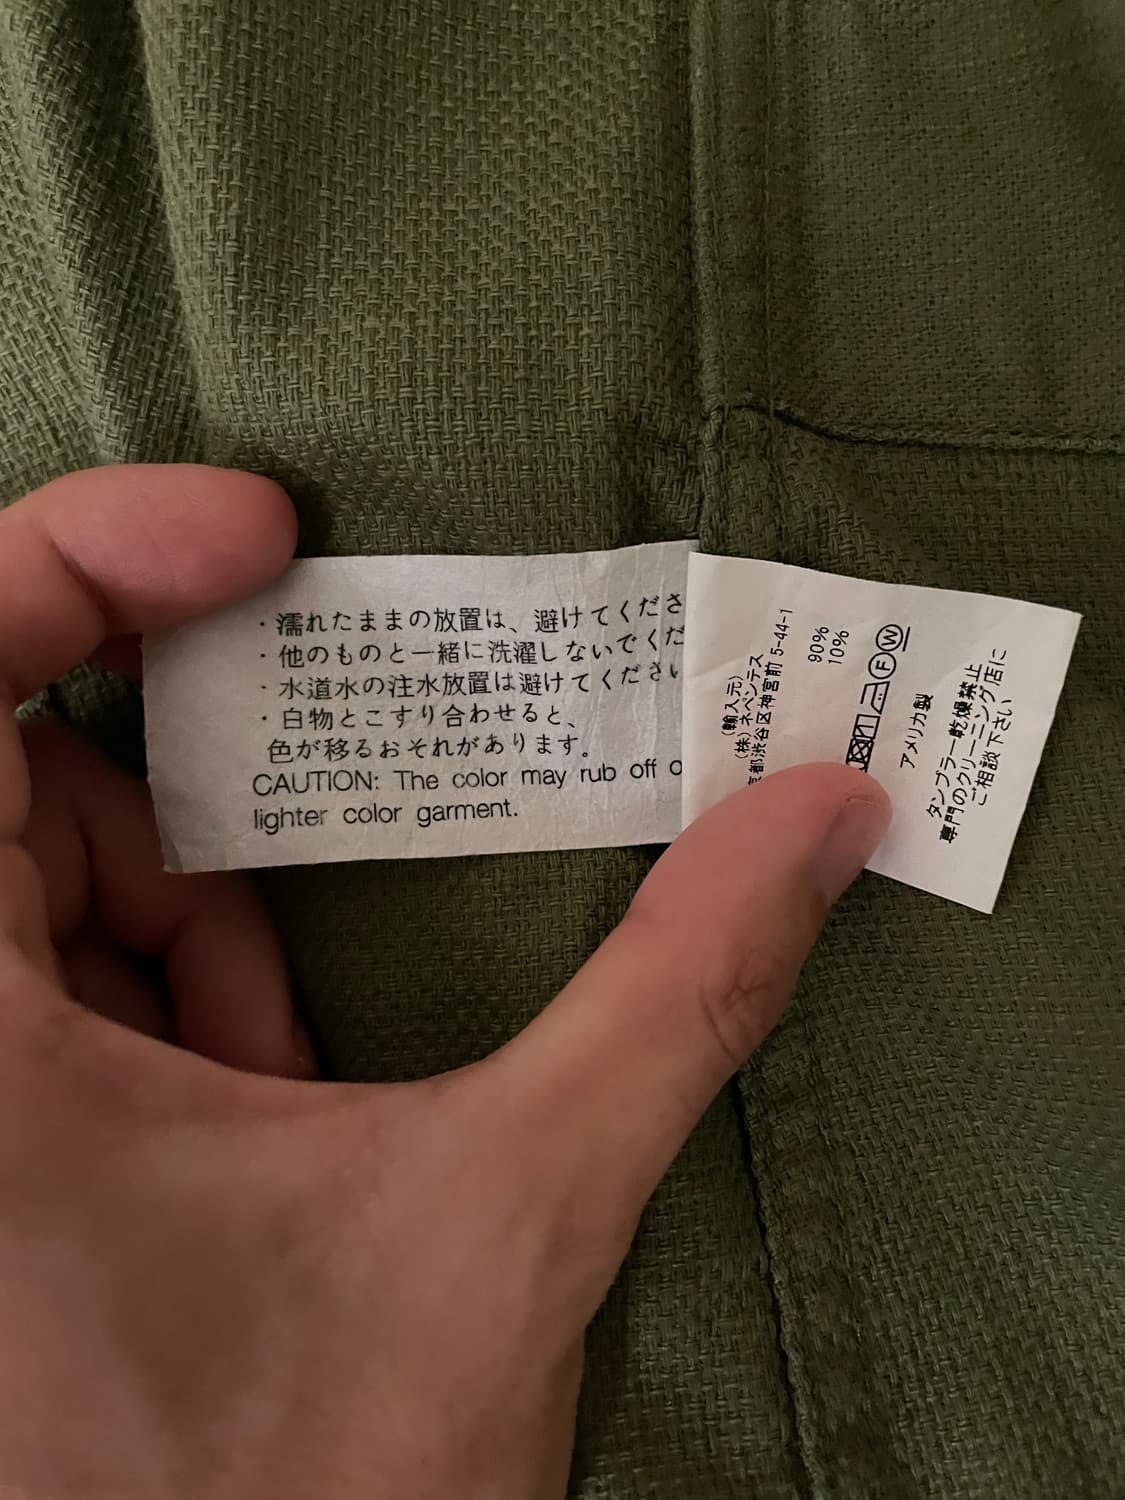 ・濡れたままの放置は、避けてくださ
・他のものと一緒に洗濯しないでくだ
・水道水の注水放置は避けてください
・白物とこすり合わせると、
色が移るおそれがあります。
CAUTION: The color may rub off
lighter color garment.
(輸入元)
(株)ネペンテス
京都渋谷区神宮前 5-44-1
90%
10%
F W
アメリカ製
タンブラー乾燥禁止
専門のクリーニング店に
ご相談下さい